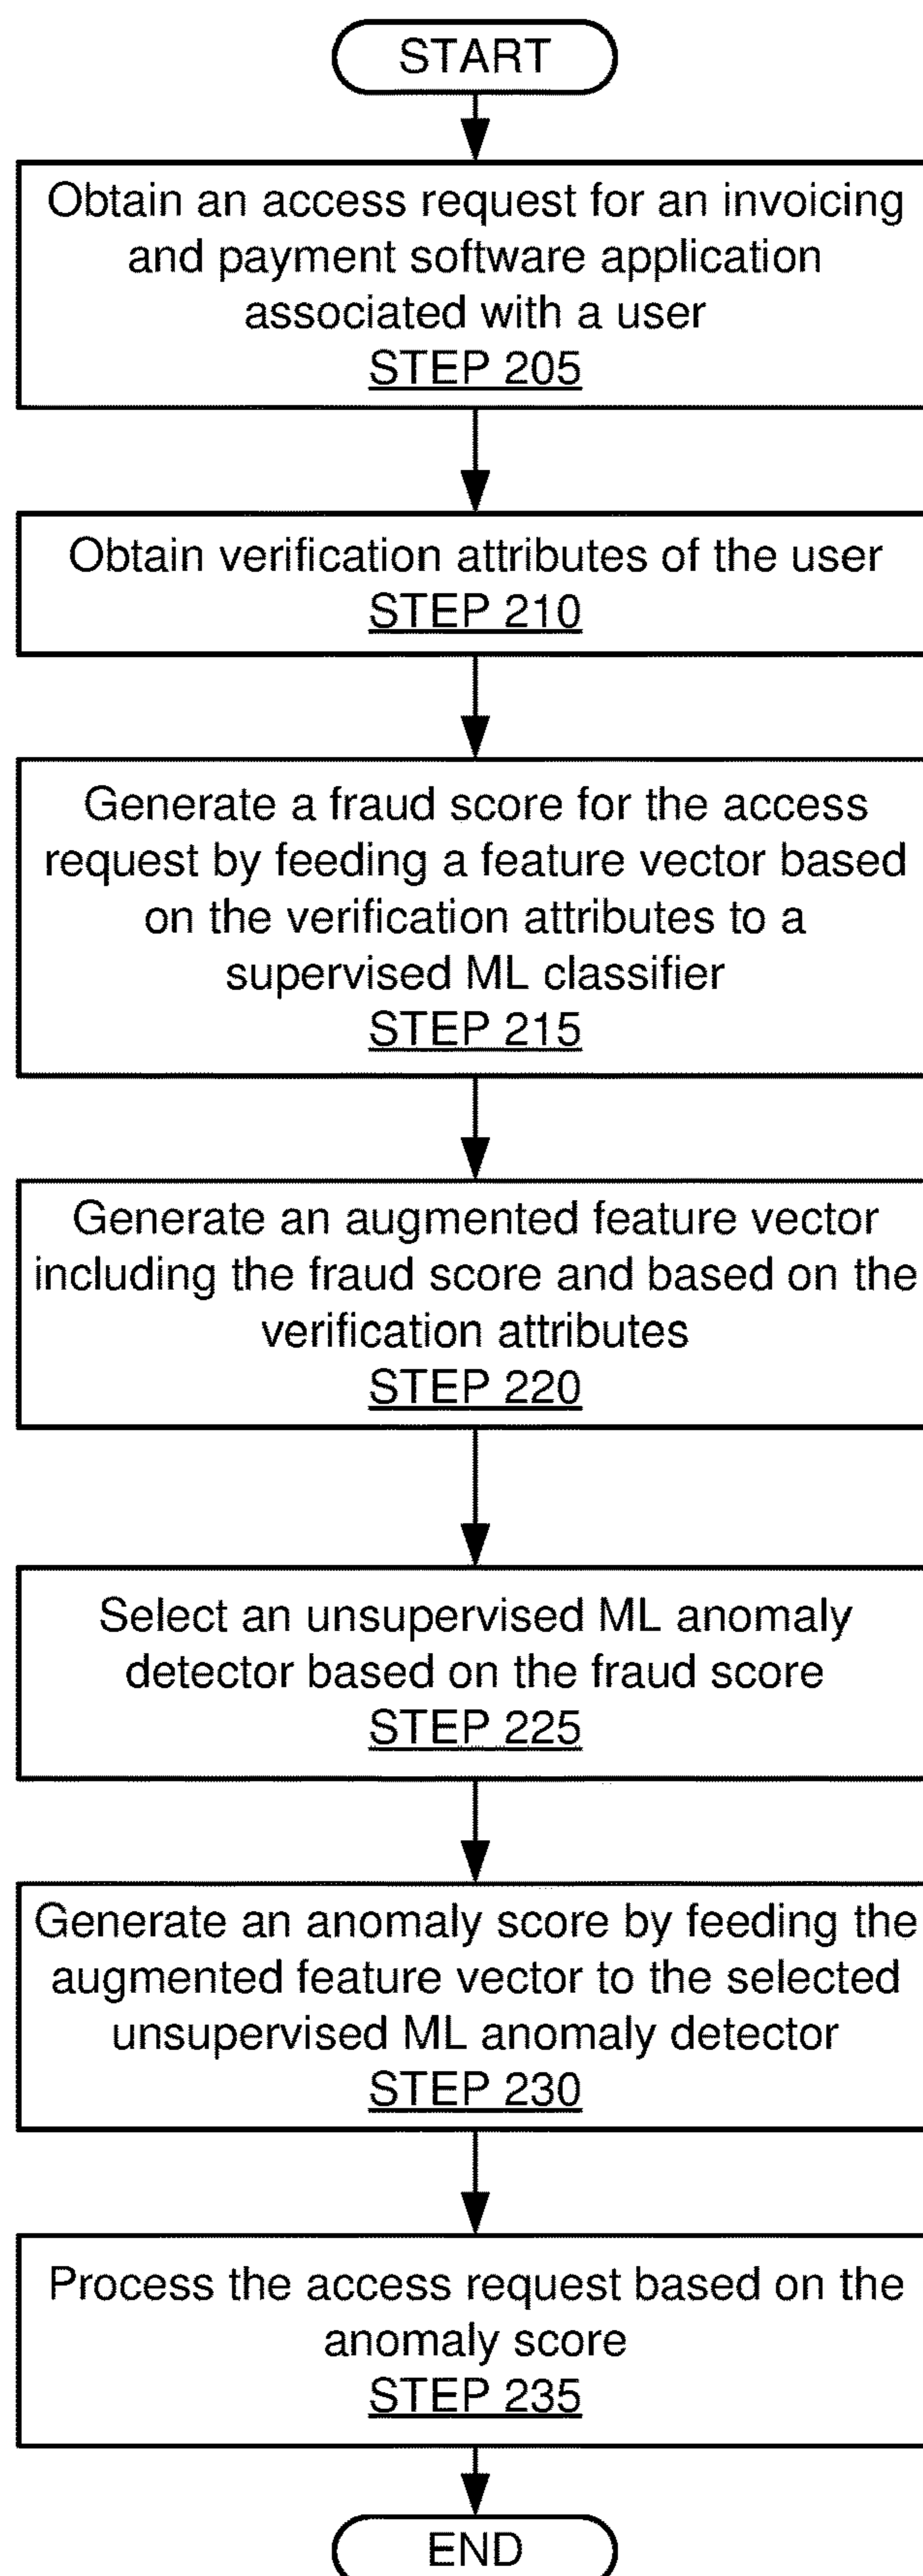 START
Obtain an access request for an invoicing
and payment software application
associated with a user
STEP 205
Obtain verification attributes of the user
STEP 210
Generate a fraud score for the access
request by feeding a feature vector based
on the verification attributes to a
supervised ML classifier
STEP 215
Generate an augmented feature vector
including the fraud score and based on the
verification attributes
STEP 220
Select an unsupervised ML anomaly
detector based on the fraud score
STEP 225
Generate an anomaly score by feeding the
augmented feature vector to the selected
unsupervised ML anomaly detector
STEP 230
Process the access request based on the
anomaly score
STEP 235
END